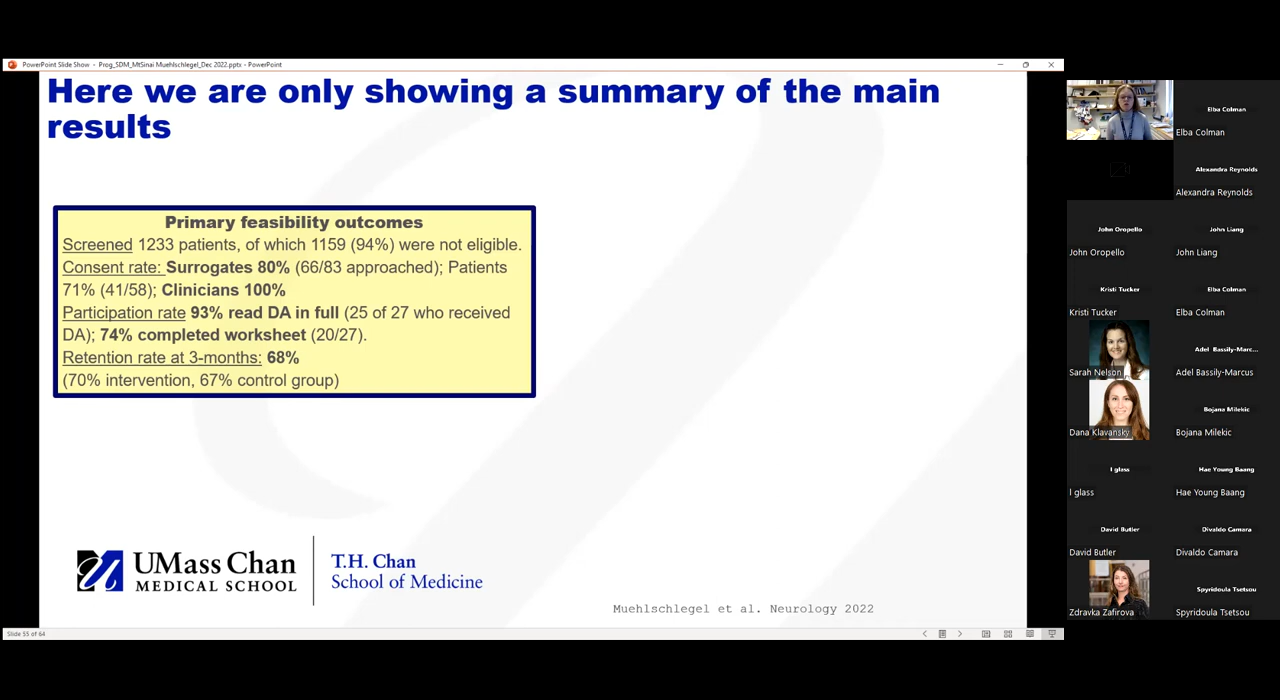 PowerPoint Slide Show - Prog_SDM_MtSinai Muehlschlegel_Dec 2022.pptx - PowerPoint
Here we are only showing a summary of the main
results
Primary feasibility outcomes
Screened 1233 patients, of which 1159 (94%) were not eligible.
Consent rate: Surrogates 80% (66/83 approached); Patients
71% (41/58); Clinicians 100%
Participation rate 93% read DA in full (25 of 27 who received
DA); 74% completed worksheet (20/27).
Retention rate at 3-months: 68%
(70% intervention, 67% control group)
UMass Chan
MEDICAL SCHOOL
T.H. Chan
School of Medicine
Muehlschlegel et al. Neurology 2022
Slide 55 of 64
Elba Colman
Elba Colman
Alexandra Reynolds
Alexandra Reynolds
John Oropello
John Oropello
John Liang
John Liang
Kristi Tucker
Kristi Tucker
Elba Colman
Elba Colman
Sarah Nelson
Adel Bassily-Marc...
Adel Bassily-Marcus
Dana Klavansky
Bojana Milekic
Bojana Milekic
I glass
I glass
Hae Young Baang
Hae Young Baang
David Butler
David Butler
Divaldo Camara
Divaldo Camara
Zdravka Zafirova
Spyridoula Tsetsou
Spyridoula Tsetsou